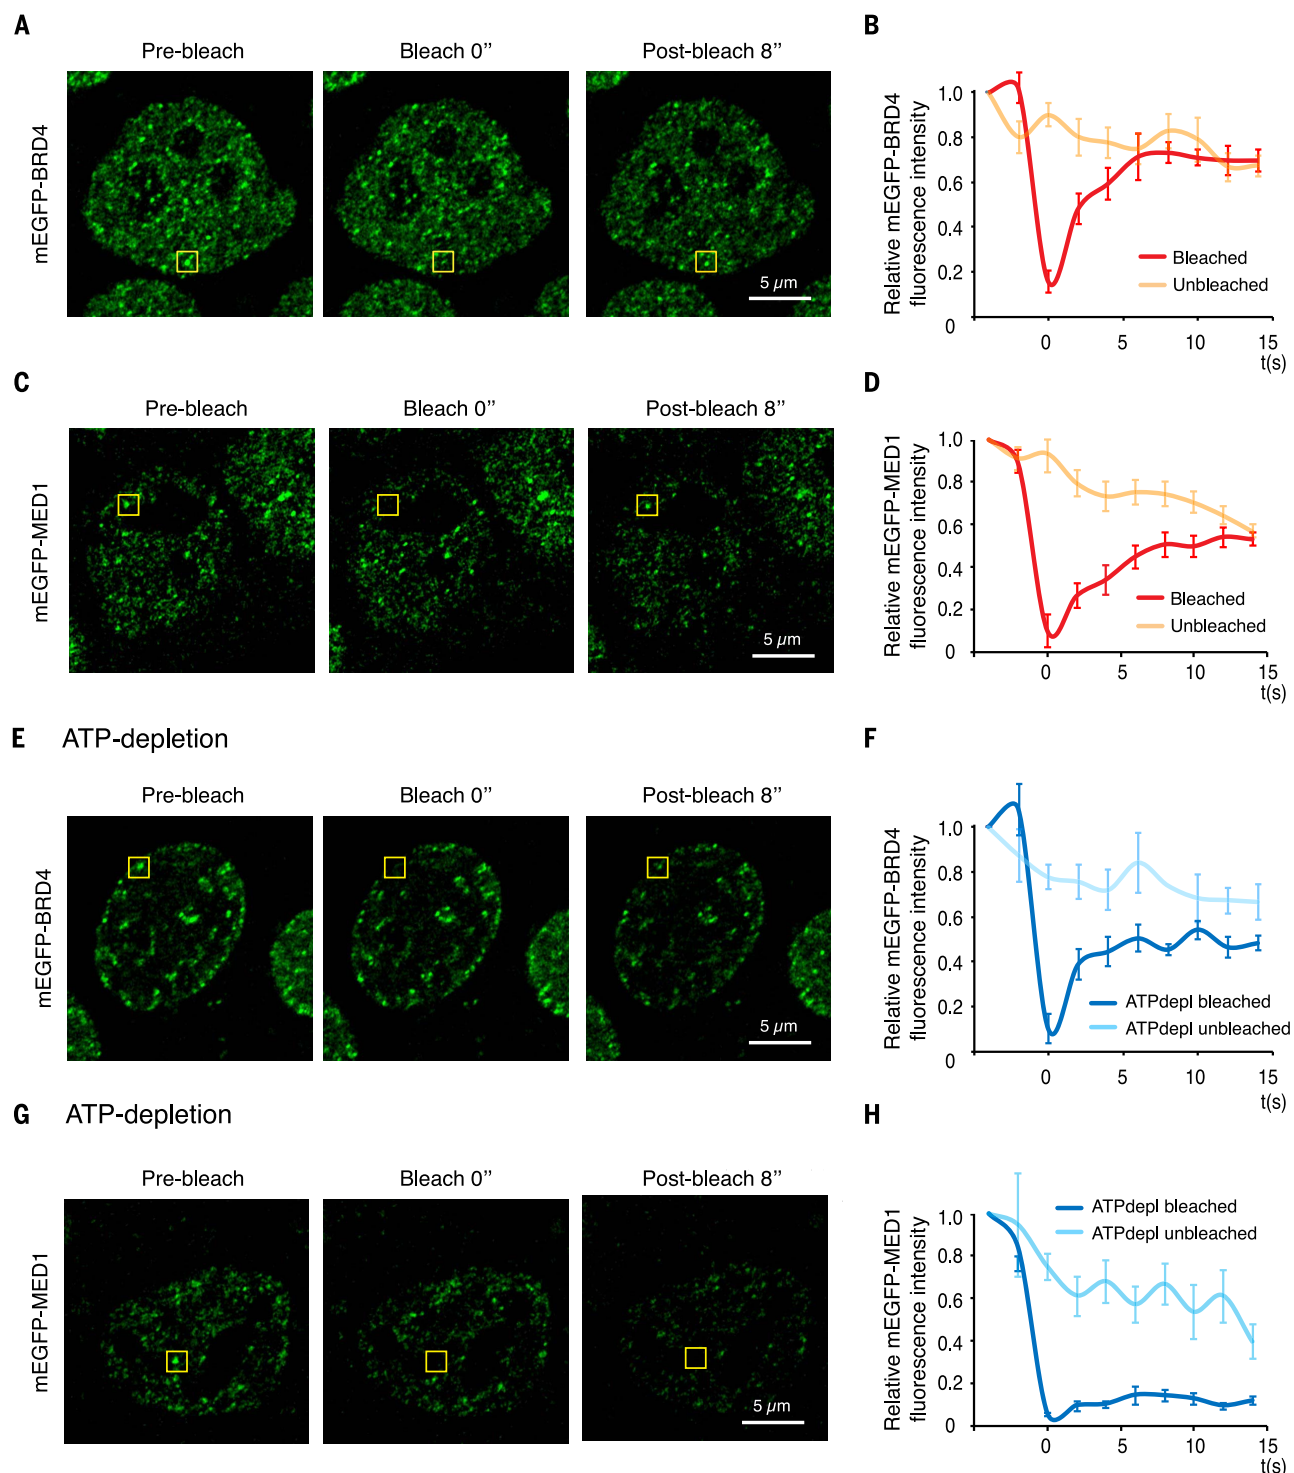 A
Pre-bleach
Bleach 0”
Post-bleach 8”
mEGFP-BRD4
5 µm
B
Relative mEGFP-BRD4
fluorescence intensity
1.0
0.8
0.6
0.4
0.2
0
Bleached
Unbleached
0
5
10
15
t(s)
C
Pre-bleach
Bleach 0”
Post-bleach 8”
mEGFP-MED1
5 µm
D
Relative mEGFP-MED1
fluorescence intensity
1.0
0.8
0.6
0.4
0.2
0
Bleached
Unbleached
0
5
10
15
t(s)
E ATP-depletion
Pre-bleach
Bleach 0”
Post-bleach 8”
mEGFP-BRD4
5 µm
F
Relative mEGFP-BRD4
fluorescence intensity
1.0
0.8
0.6
0.4
0.2
0
ATPdepl bleached
ATPdepl unbleached
0
5
10
15
t(s)
G ATP-depletion
Pre-bleach
Bleach 0”
Post-bleach 8”
mEGFP-MED1
5 µm
H
Relative mEGFP-MED1
fluorescence intensity
1.0
0.8
0.6
0.4
0.2
0
ATPdepl bleached
ATPdepl unbleached
0
5
10
15
t(s)